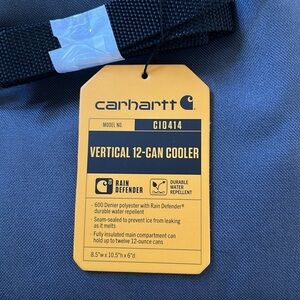 carhartt
MODEL NO. CI0414
VERTICAL 12-CAN COOLER
RAIN DEFENDER
DURABLE WATER REPELLENT
- 600 Denier polyester with Rain Defender®
durable water repellent
- Seam-sealed to prevent ice from leaking
as it melts
- Fully insulated main compartment can
hold up to twelve 12-ounce cans
8.5"w x 10.5"h x 6"d